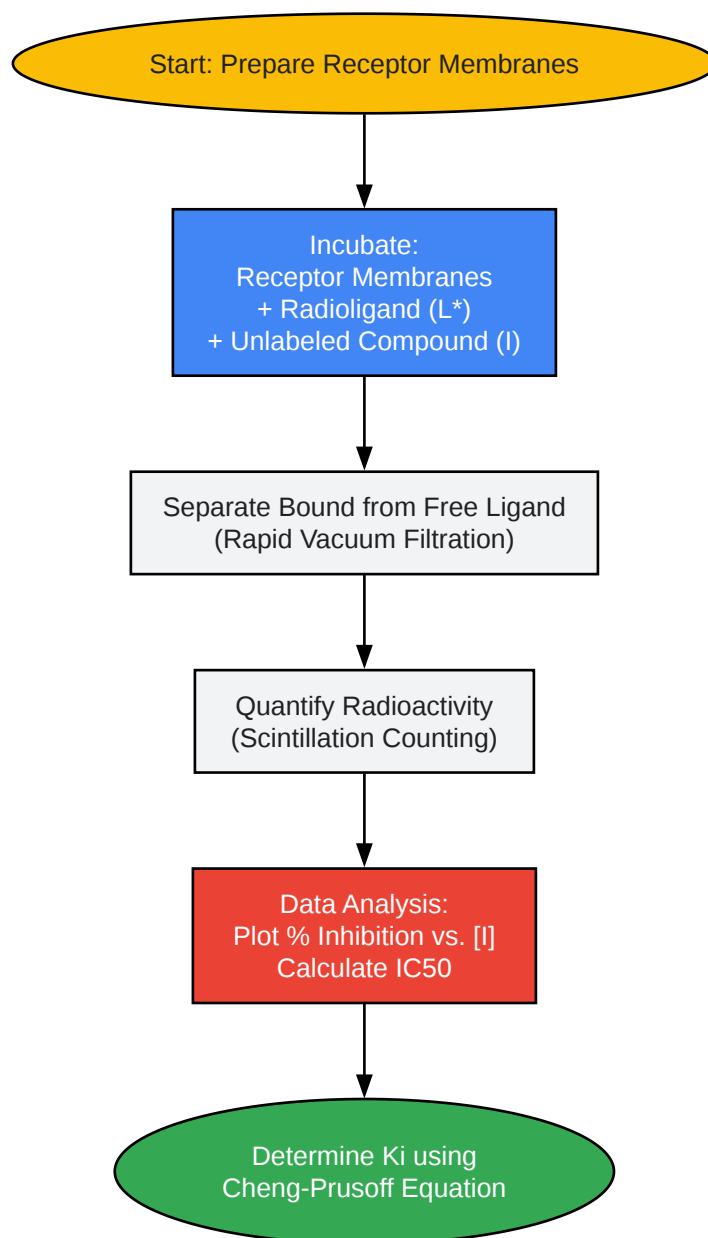 Start: Prepare Receptor Membranes
Incubate:
Receptor Membranes
+ Radioligand (L*)
+ Unlabeled Compound (I)
Separate Bound from Free Ligand
(Rapid Vacuum Filtration)
Quantify Radioactivity
(Scintillation Counting)
Data Analysis:
Plot % Inhibition vs. [I]
Calculate IC50
Determine Ki using
Cheng-Prusoff Equation